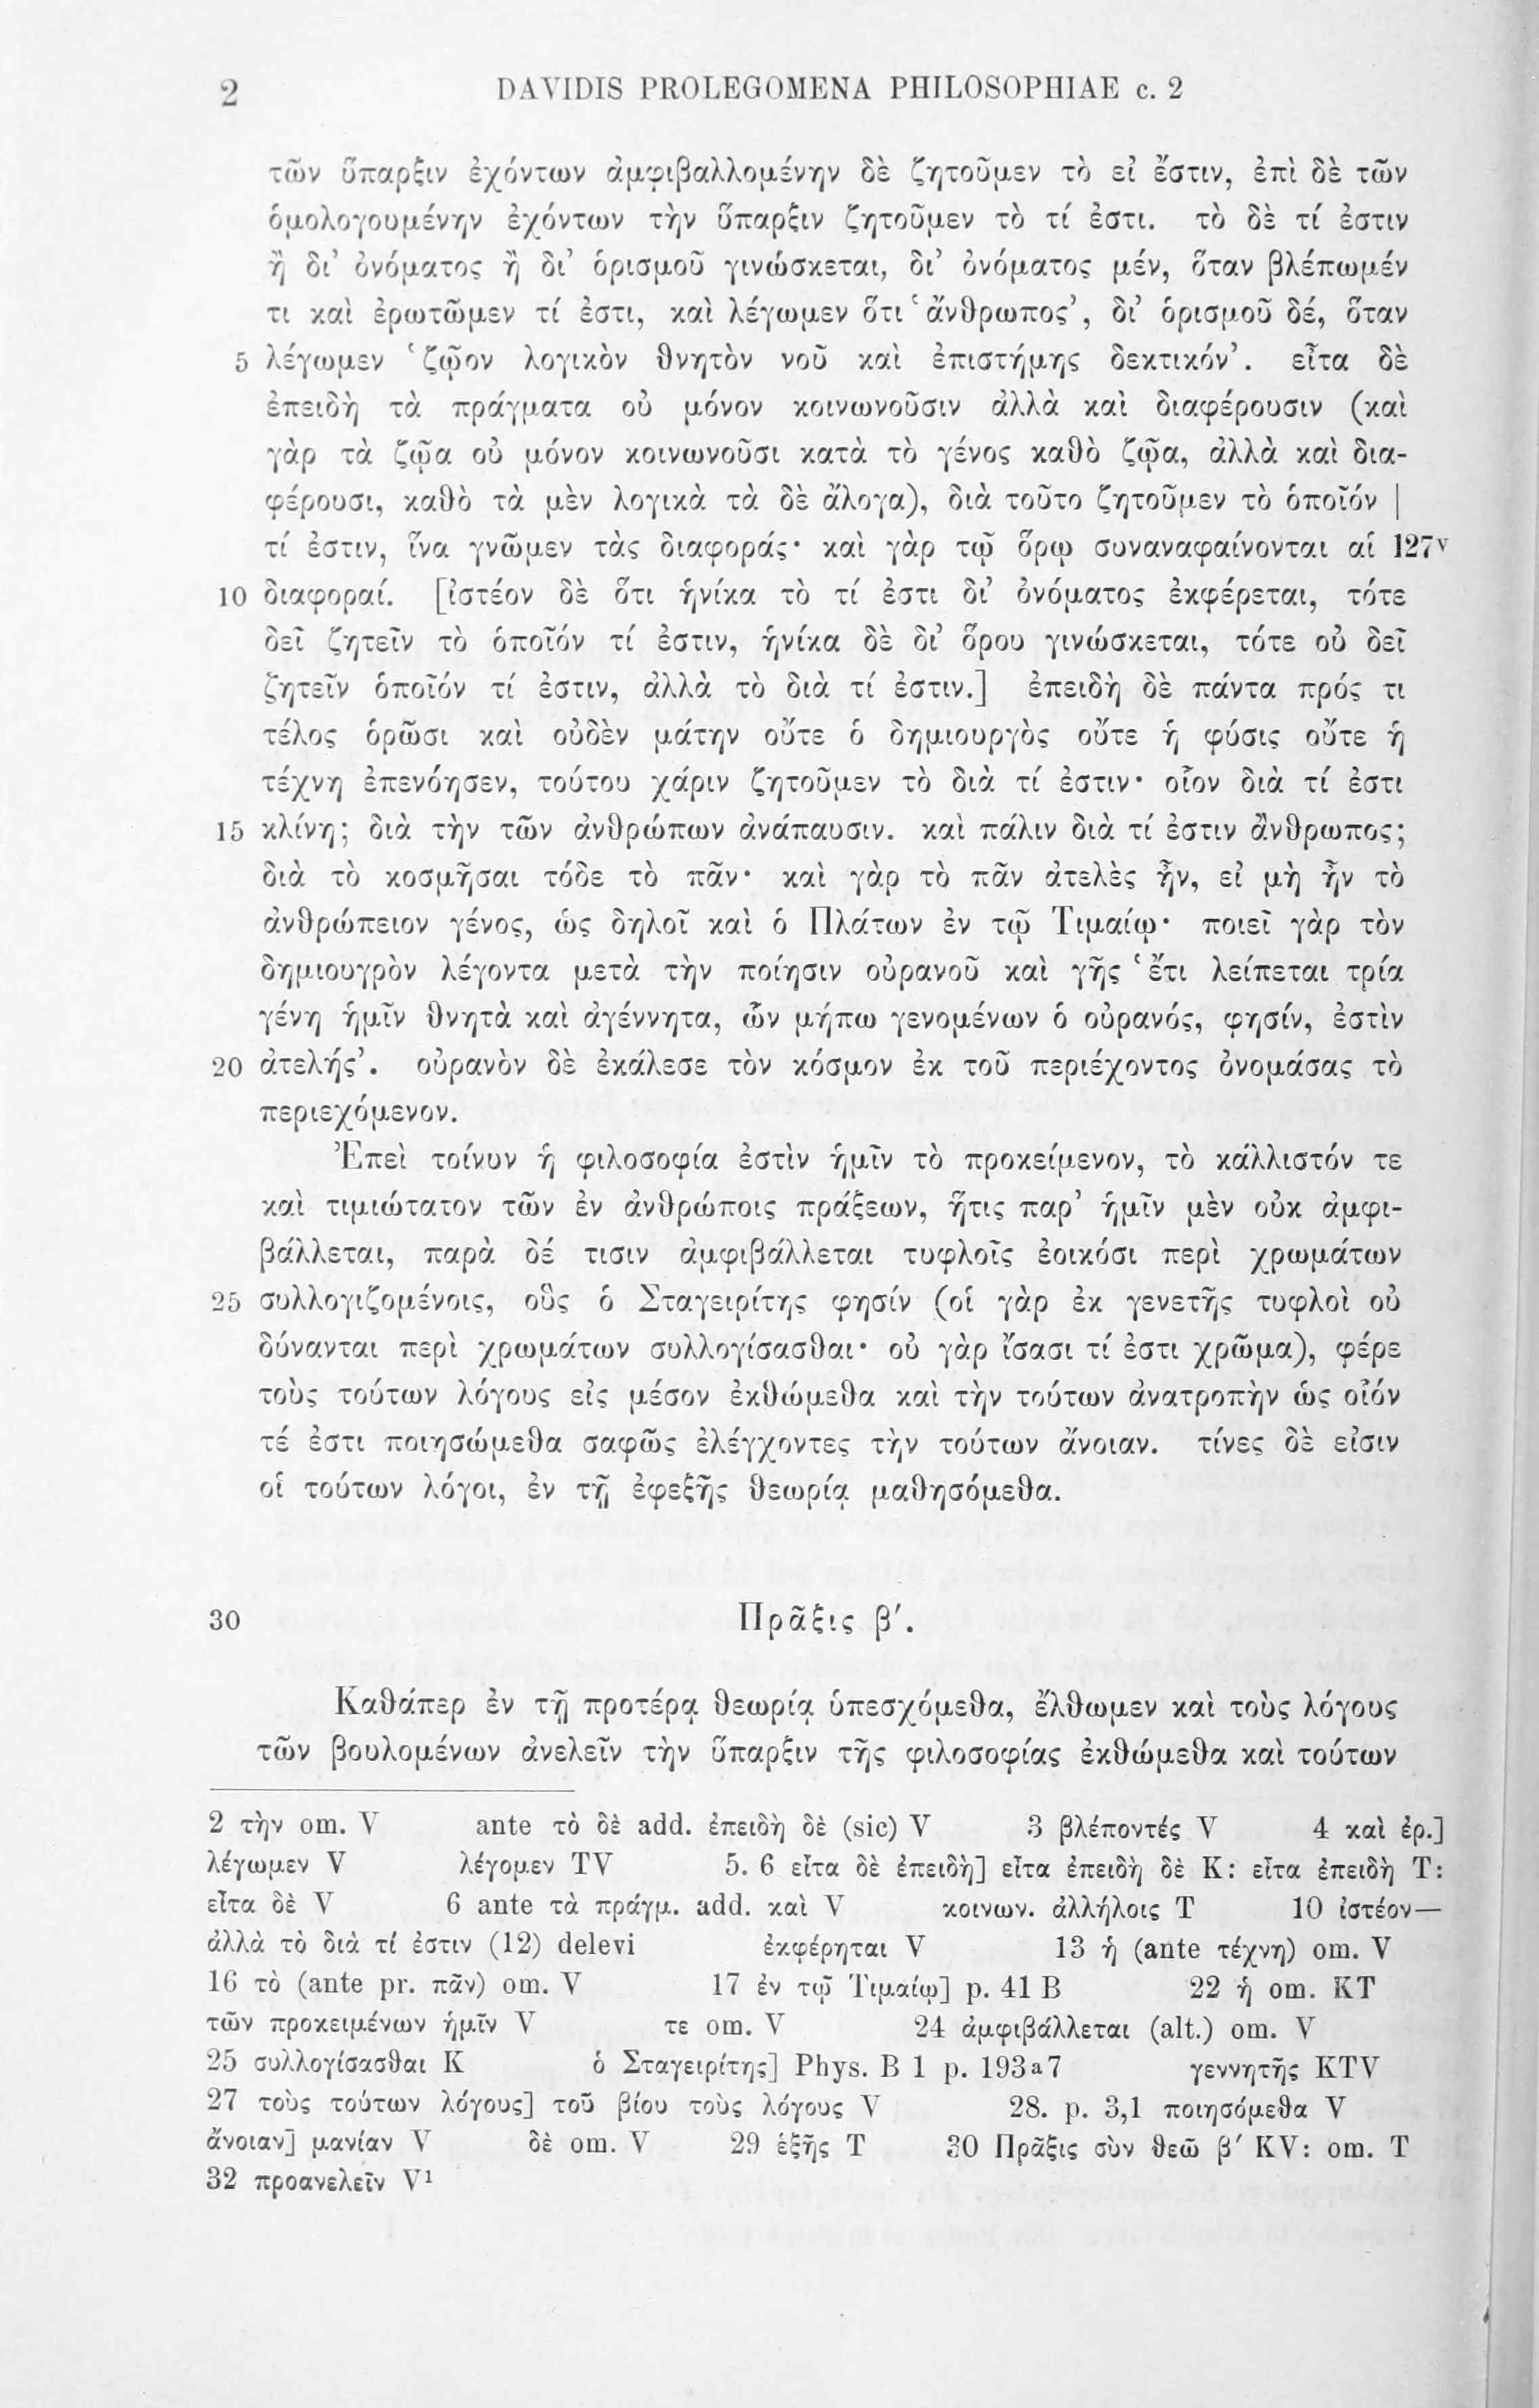 2 DAVIDIS PROLEGOMENA PHILOSOPHIAE c. 2
τῶν ὕπαρξιν ἐχόντων ἀμφιβαλλομένην δὲ ζητοῦμεν τὸ εἰ ἔστιν, ἐπὶ δὲ τῶν
ὁμολογουμένην ἐχόντων τὴν ὕπαρξιν ζητοῦμεν τὸ τί ἐστι. τὸ δὲ τί ἐστιν
ἢ δι’ ὀνόματος ἢ δι’ ὁρισμοῦ γινώσκεται, δι’ ὀνόματος μέν, ὅταν βλέπωμέν
τι καὶ ἐρωτῶμεν τί ἐστι, καὶ λέγωμεν ὅτι ‘ἄνθρωπος’, δι’ ὁρισμοῦ δέ, ὅταν
5 λέγωμεν ‘ζῷον λογικὸν θνητὸν νοῦ καὶ ἐπιστήμης δεκτικόν’. εἶτα δὲ
ἐπειδὴ τὰ πράγματα οὐ μόνον κοινωνοῦσιν ἀλλὰ καὶ διαφέρουσιν (καὶ
γὰρ τὰ ζῷα οὐ μόνον κοινωνοῦσι κατὰ τὸ γένος καθὸ ζῷα, ἀλλὰ καὶ δια-
φέρουσι, καθὸ τὰ μὲν λογικὰ τὰ δὲ ἄλογα), διὰ τοῦτο ζητοῦμεν τὸ ὁποῖόν |
τί ἐστιν, ἵνα γνῶμεν τὰς διαφοράς· καὶ γὰρ τῷ ὅρῳ συναναφαίνονται αἱ 127v
10 διαφοραί. [ἰστέον δὲ ὅτι ἡνίκα τὸ τί ἐστι δι’ ὀνόματος ἐκφέρεται, τότε
δεῖ ζητεῖν τὸ ὁποῖόν τί ἐστιν, ἡνίκα δὲ δι’ ὅρου γινώσκεται, τότε οὐ δεῖ
ζητεῖν ὁποῖόν τί ἐστιν, ἀλλὰ τὸ διὰ τί ἐστιν.] ἐπειδὴ δὲ πάντα πρός τι
τέλος ὁρῶσι καὶ οὐδὲν μάτην οὔτε ὁ δημιουργὸς οὔτε ἡ φύσις οὔτε ἡ
τέχνη ἐπενόησεν, τούτου χάριν ζητοῦμεν τὸ διὰ τί ἐστιν· οἷον διὰ τί ἐστι
15 κλίνη; διὰ τὴν τῶν ἀνθρώπων ἀνάπαυσιν. καὶ πάλιν διὰ τί ἐστιν ἄνθρωπος;
διὰ τὸ κοσμῆσαι τόδε τὸ πᾶν· καὶ γὰρ τὸ πᾶν ἀτελὲς ἦν, εἰ μὴ ἦν τὸ
ἀνθρώπειον γένος, ὡς δηλοῖ καὶ ὁ Πλάτων ἐν τῷ Τιμαίῳ· ποιεῖ γὰρ τὸν
δημιουγρὸν λέγοντα μετὰ τὴν ποίησιν οὐρανοῦ καὶ γῆς ‘ἔτι λείπεται τρία
γένη ἡμῖν θνητὰ καὶ ἀγέννητα, ὧν μήπω γενομένων ὁ οὐρανός, φησίν, ἐστὶν
20 ἀτελής’. οὐρανὸν δὲ ἐκάλεσε τὸν κόσμον ἐκ τοῦ περιέχοντος ὀνομάσας τὸ
περιεχόμενον.
Ἐπεὶ τοίνυν ἡ φιλοσοφία ἐστὶν ἡμῖν τὸ προκείμενον, τὸ κάλλιστόν τε
καὶ τιμιώτατον τῶν ἐν ἀνθρώποις πράξεων, ἥτις παρ’ ἡμῖν μὲν οὐκ ἀμφι-
βάλλεται, παρὰ δέ τισιν ἀμφιβάλλεται τυφλοῖς ἐοικόσι περὶ χρωμάτων
25 συλλογιζομένοις, οὓς ὁ Σταγειρίτης φησίν (οἱ γὰρ ἐκ γενετῆς τυφλοὶ οὐ
δύνανται περὶ χρωμάτων συλλογίσασθαι· οὐ γὰρ ἴσασι τί ἐστι χρῶμα), φέρε
τοὺς τούτων λόγους εἰς μέσον ἐκθώμεθα καὶ τὴν τούτων ἀνατροπὴν ὡς οἷόν
τέ ἐστι ποιησώμεθα σαφῶς ἐλέγχοντες τὴν τούτων ἄνοιαν. τίνες δὲ εἰσιν
οἱ τούτων λόγοι, ἐν τῇ ἐφεξῆς θεωρίᾳ μαθησόμεθα.
30 Πρᾶξις β′.
Καθάπερ ἐν τῇ προτέρᾳ θεωρίᾳ ὑπεσχόμεθα, ἔλθωμεν καὶ τοὺς λόγους
τῶν βουλομένων ἀνελεῖν τὴν ὕπαρξιν τῆς φιλοσοφίας ἐκθώμεθα καὶ τούτων
2 τὴν om. V ante τὸ δὲ add. ἐπειδὴ δὲ (sic) V 3 βλέποντές V 4 καὶ ἐρ.]
λέγωμεν V λέγομεν TV 5. 6 εἶτα δὲ ἐπειδὴ] εἶτα ἐπειδὴ δὲ K: εἶτα ἐπειδὴ T:
εἶτα δὲ V 6 ante τὰ πράγμ. add. καὶ V κοινων. ἀλλήλοις T 10 ἰστέον—
ἀλλὰ τὸ διὰ τί ἐστιν (12) delevi ἐκφέρηται V 13 ἡ (ante τέχνη) om. V
16 τὸ (ante pr. πᾶν) om. V 17 ἐν τῷ Τιμαίῳ] p. 41 B 22 ἡ om. KT
τῶν προκειμένων ἡμῖν V τε om. V 24 ἀμφιβάλλεται (alt.) om. V
25 συλλογίσασθαι K ὁ Σταγειρίτης] Phys. B 1 p. 193a7 γεννητῆς KTV
27 τοὺς τούτων λόγους] τοῦ βίου τοὺς λόγους V 28. p. 3,1 ποιησόμεθα V
ἄνοιαν] μανίαν V δὲ om. V 29 ἑξῆς T 30 Πρᾶξις σὺν θεῶ β′ KV: om. T
32 προανελεῖν V1